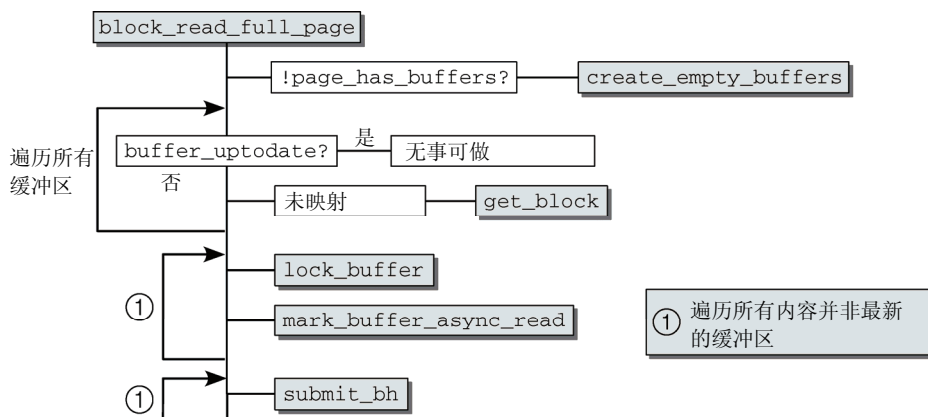 block_read_full_page
!page_has_buffers?
create_empty_buffers
遍历所有
缓冲区
buffer_uptodate?
是
无事可做
否
未映射
get_block
①
lock_buffer
mark_buffer_async_read
① 遍历所有内容并非最新
的缓冲区
①
submit_bh